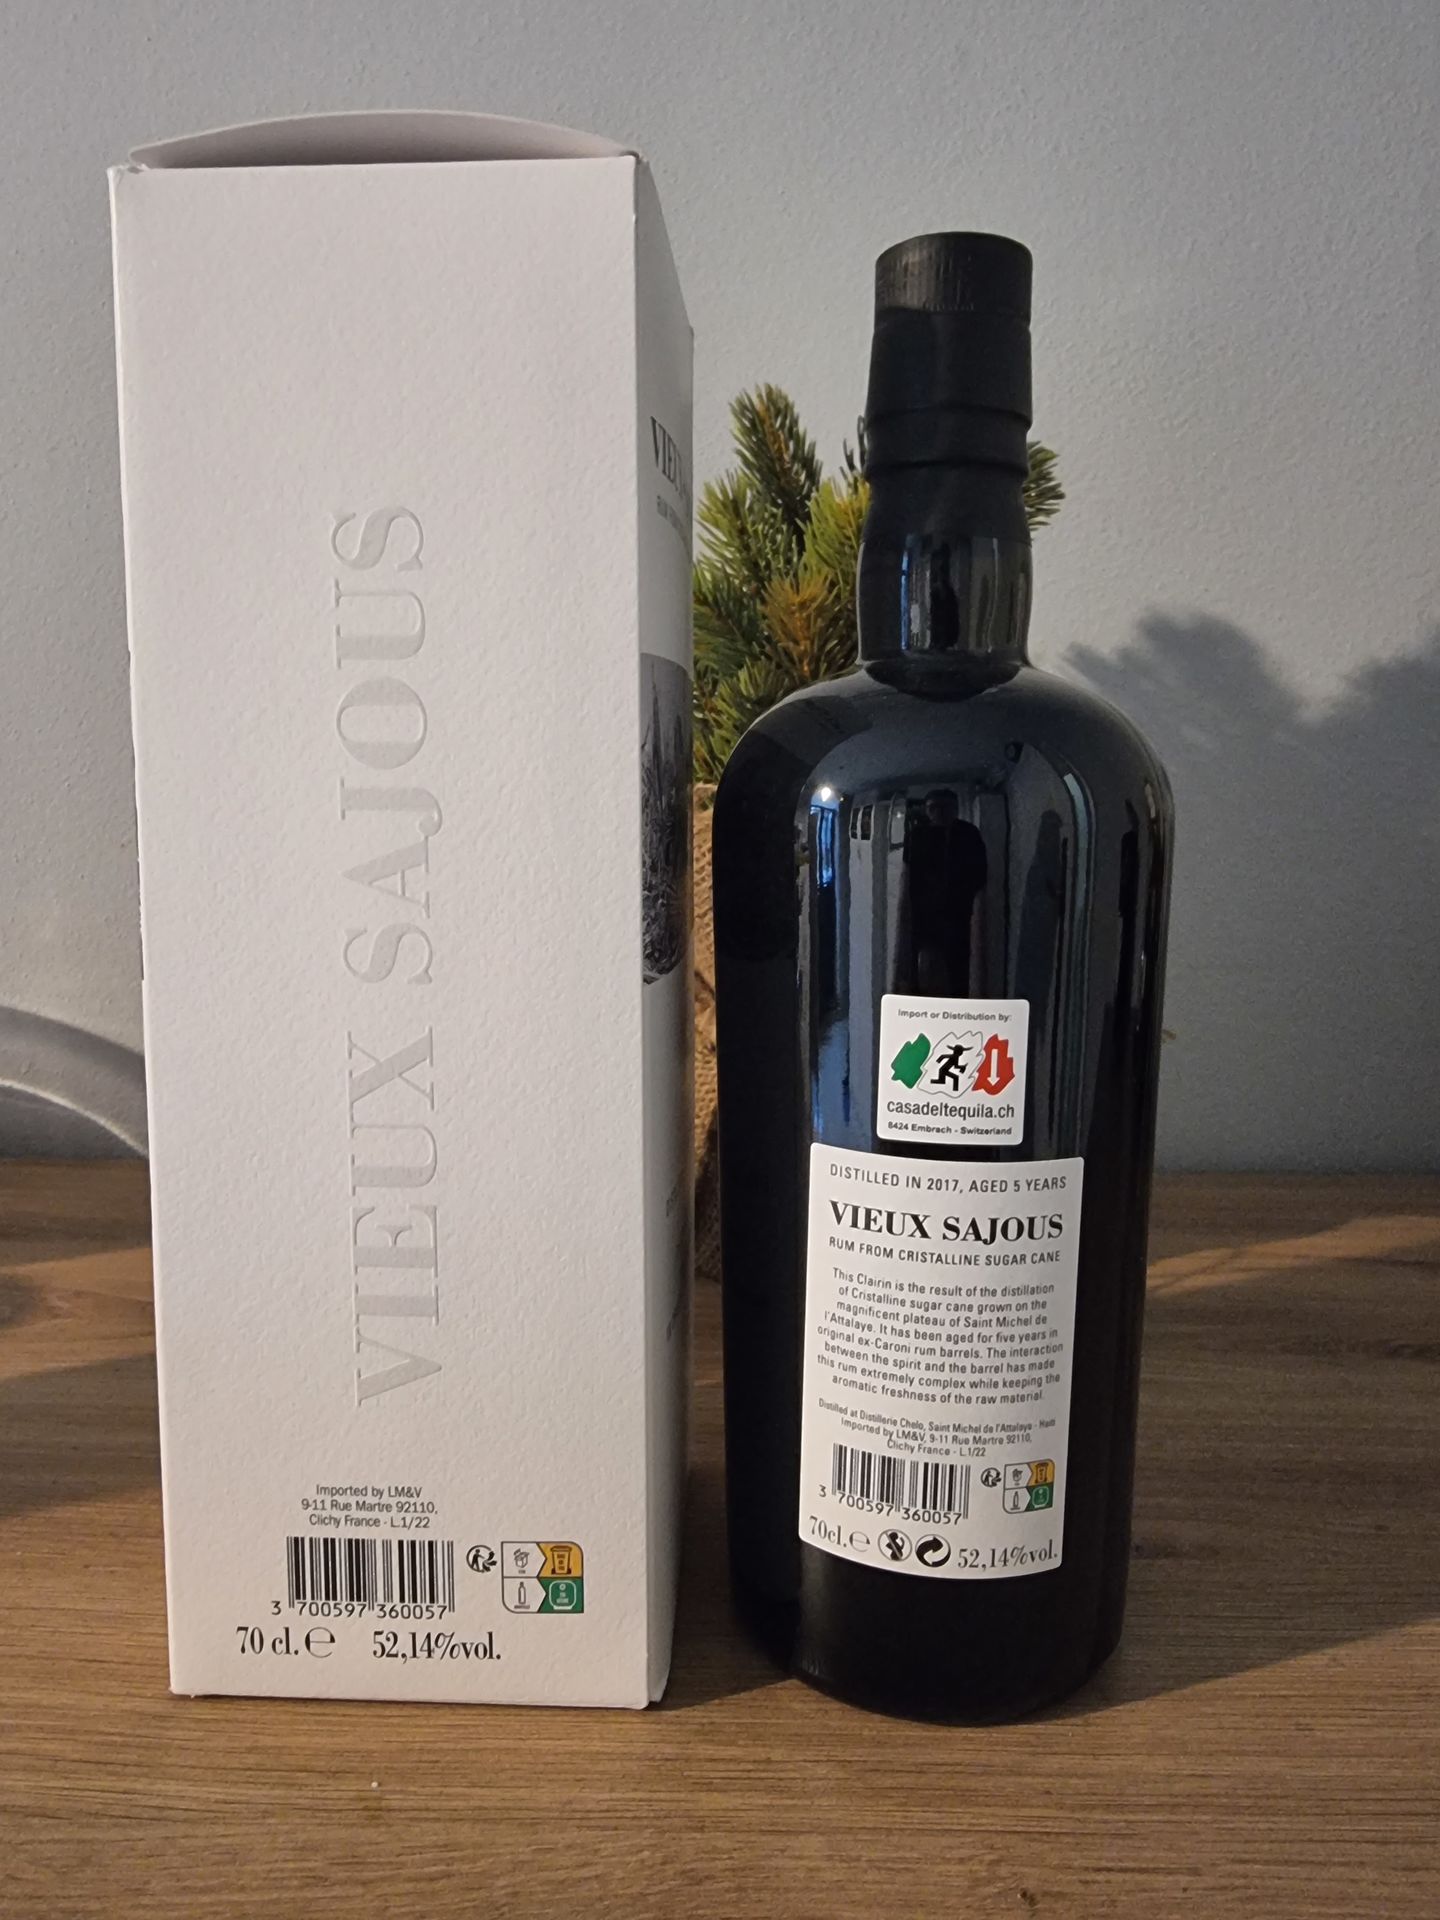 VIEUX SAJOUS
Imported by LM&V
9-11 Rue Martre 92110,
Clichy France - L.1/22
3 700597 360057
70 cl. ℮ 52,14%vol.
VIEUX
Import or Distribution by:
casadeltequila.ch
8424 Embrach - Switzerland
DISTILLED IN 2017, AGED 5 YEARS
VIEUX SAJOUS
RUM FROM CRISTALLINE SUGAR CANE
This Clairin is the result of the distillation
of Cristalline sugar cane grown on the
magnificent plateau of Saint Michel de
l'Attalaye. It has been aged for five years in
original ex-Caroni rum barrels. The interaction
between the spirit and the barrel has made
this rum extremely complex while keeping the
aromatic freshness of the raw material.
Distilled at Distillerie Chelo, Saint Michel de l'Attalaye - Haiti
Imported by LM&V, 9-11 Rue Martre 92110,
Clichy France - L.1/22
3 700597 360057
70cl. ℮ 52,14%vol.